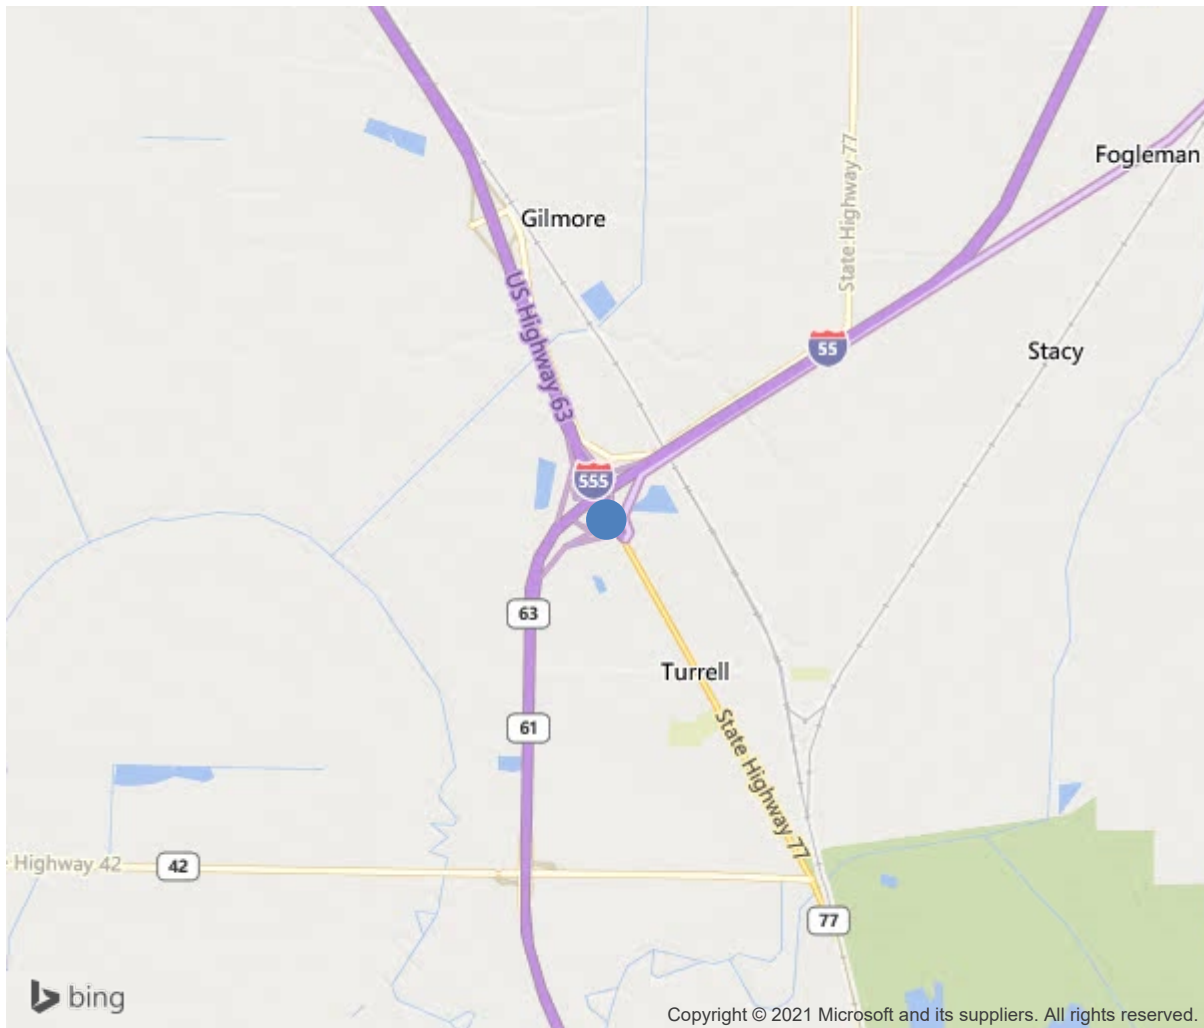 Fogleman
State Highway 77
Gilmore
US Highway 63
55
Stacy
555
63
Turrell
61
State Highway 77
Highway 42
42
77
bing
Copyright © 2021 Microsoft and its suppliers. All rights reserved.